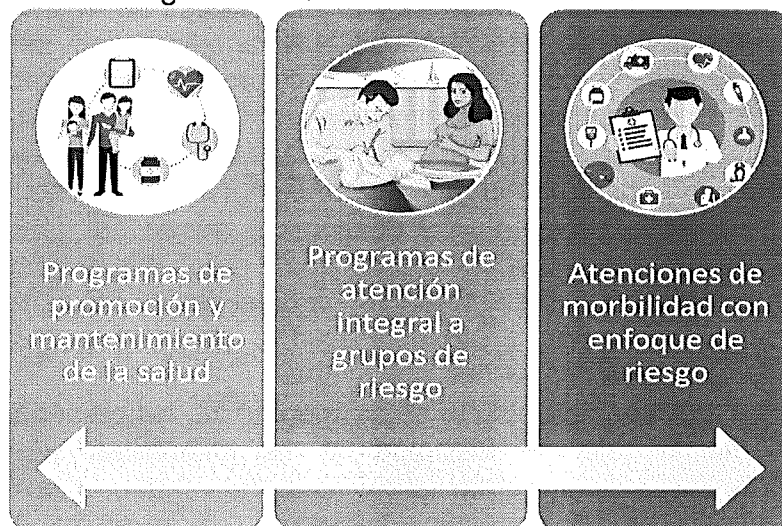 Programas de
promoción y
mantenimiento
de la salud
Programas de
atención
integral a
grupos de
riesgo
Atenciones de
morbilidad con
enfoque de
riesgo